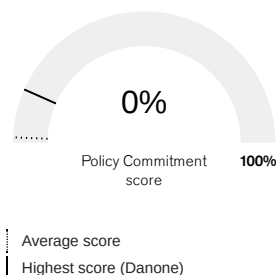 0%
Policy Commitment
score
100%
Average score
Highest score (Danone)